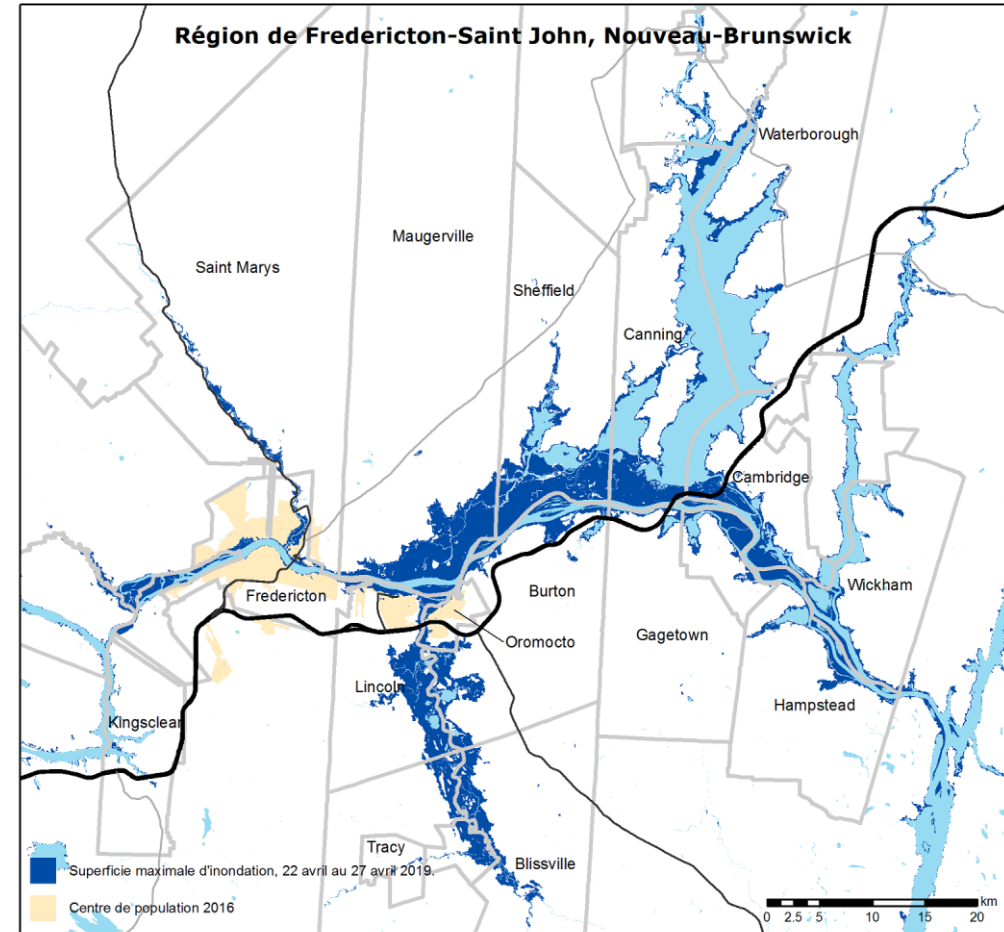 Région de Fredericton-Saint John, Nouveau-Brunswick
Waterborough
Maugerville
Saint Marys
Sheffield
Canning
Cambridge
Wickham
Burton
Fredericton
Oromocto
Gagetown
Lincoln
Hampstead
Kingsclear
Tracy
Blissville
Superficie maximale d'inondation, 22 avril au 27 avril 2019.
Centre de population 2016
km
0 2.5 5 10 15 20